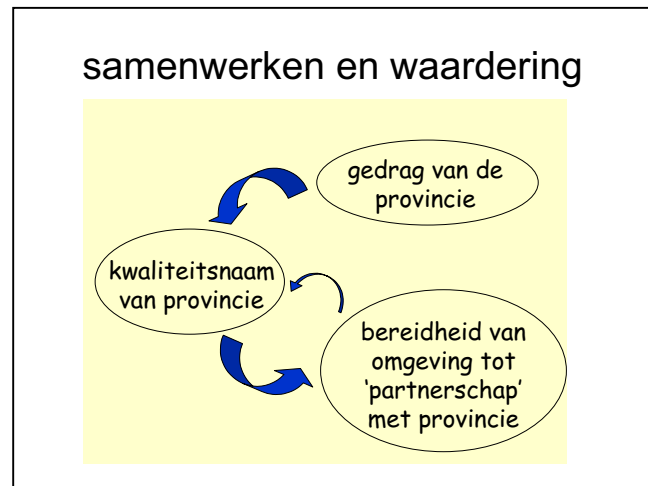 samenwerken en waardering
gedrag van de
provincie
kwaliteitsnaam
van provincie
bereidheid van
omgeving tot
‘partnerschap’
met provincie